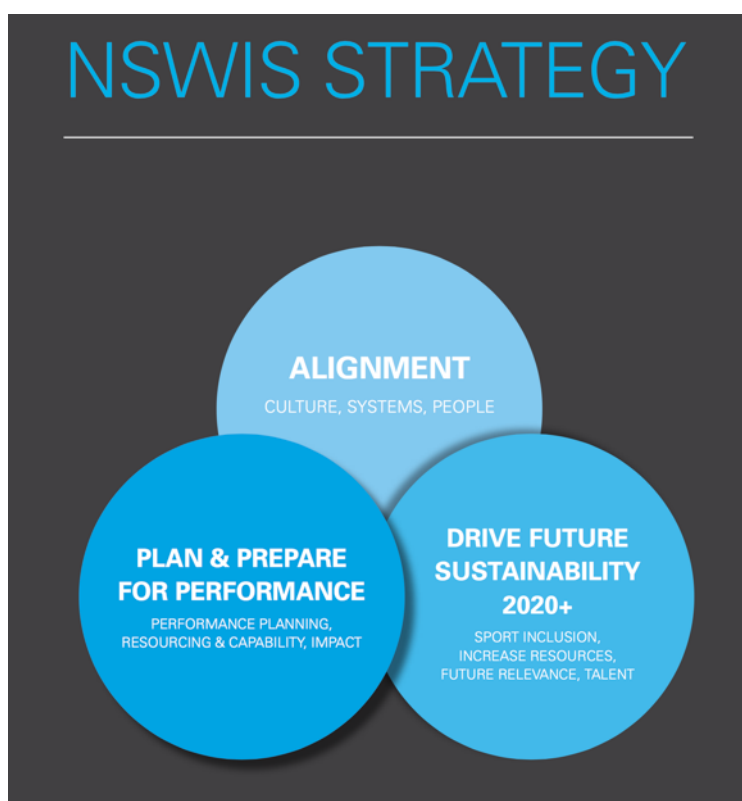 NSWIS STRATEGY
ALIGNMENT
CULTURE, SYSTEMS, PEOPLE
PLAN & PREPARE
FOR PERFORMANCE
PERFORMANCE PLANNING,
RESOURCING & CAPABILITY, IMPACT
DRIVE FUTURE
SUSTAINABILITY
2020+
SPORT INCLUSION,
INCREASE RESOURCES,
FUTURE RELEVANCE, TALENT